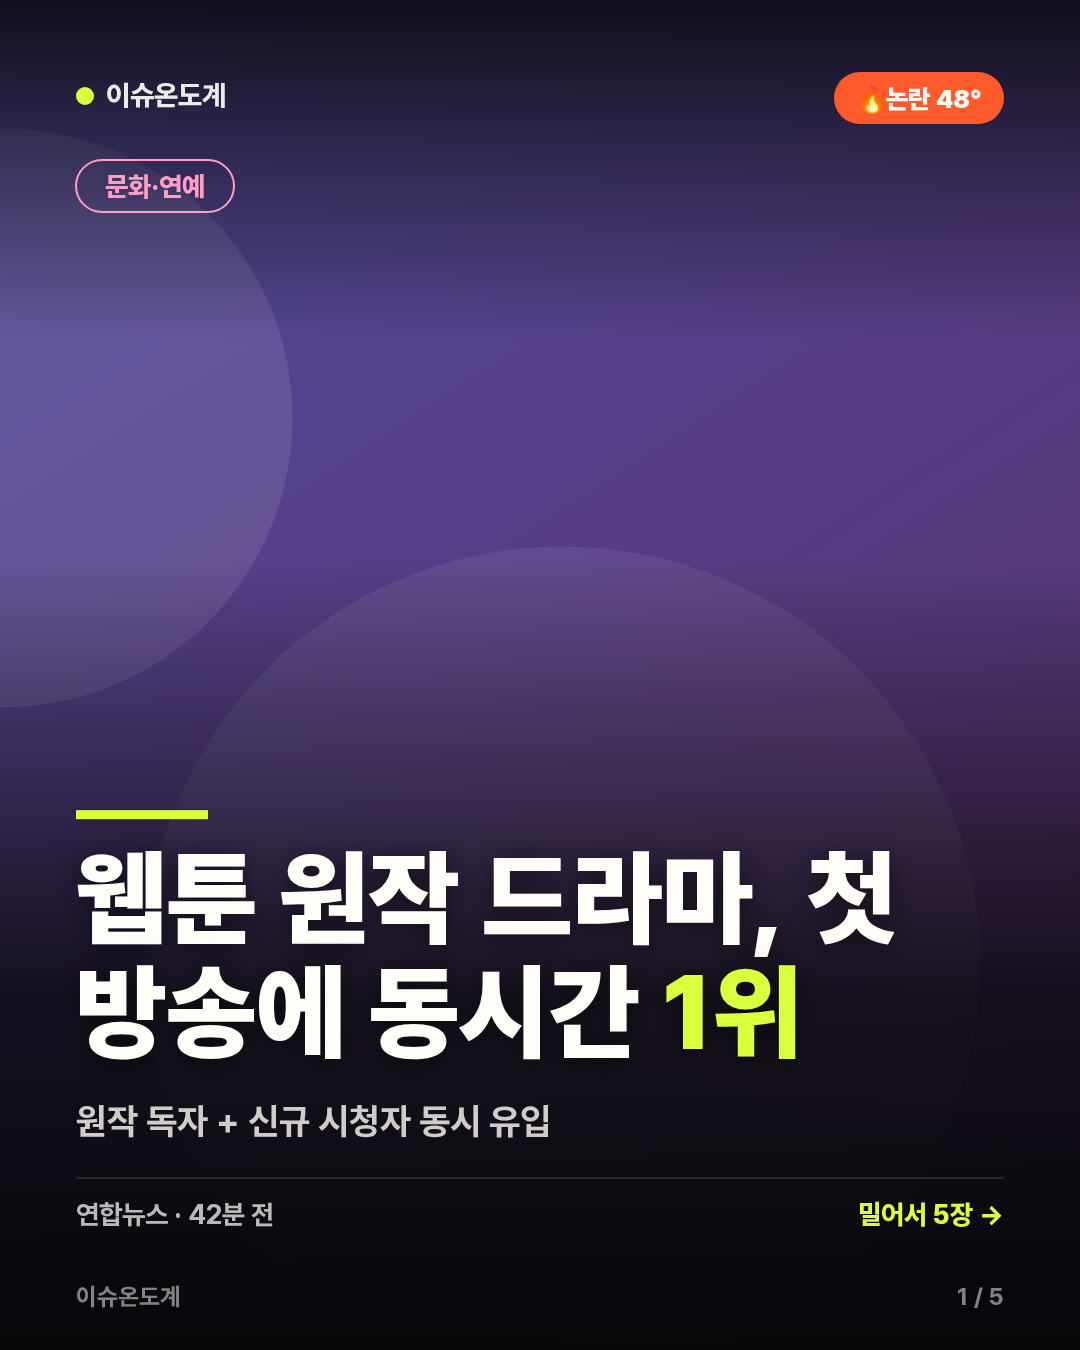 이슈온도계
🔥논란 48°
문화·연예
웹툰 원작 드라마, 첫
방송에 동시간 1위
원작 독자 + 신규 시청자 동시 유입
연합뉴스 · 42분 전
밀어서 5장 →
이슈온도계
1 / 5